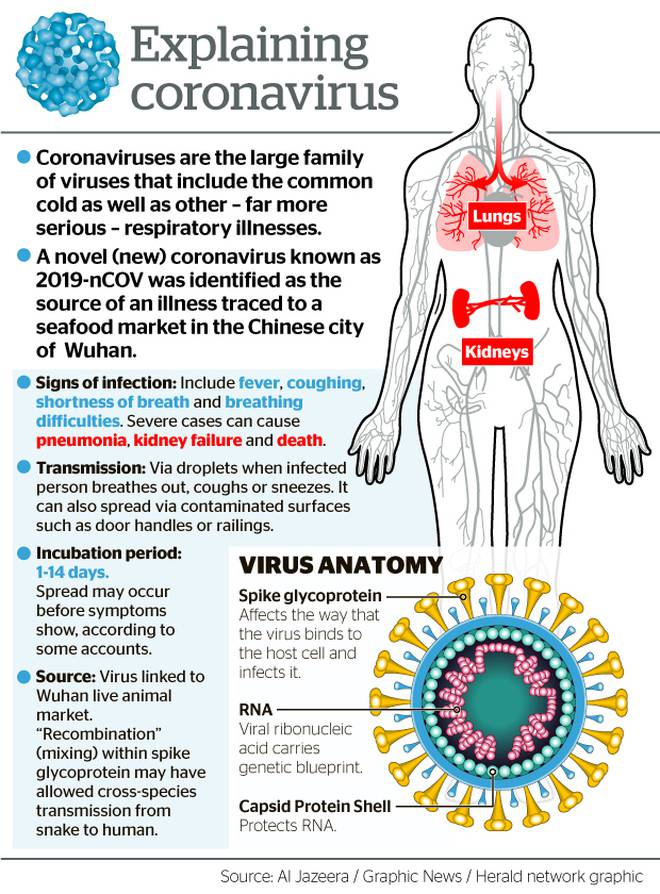 Explaining
coronavirus
Coronaviruses are the large family
of viruses that include the common
cold as well as other – far more
serious – respiratory illnesses.
A novel (new) coronavirus known as
2019-nCOV was identified as the
source of an illness traced to a
seafood market in the Chinese city
of Wuhan.
Signs of infection: Include fever, coughing,
shortness of breath and breathing
difficulties. Severe cases can cause
pneumonia, kidney failure and death.
Transmission: Via droplets when infected
person breathes out, coughs or sneezes. It
can also spread via contaminated surfaces
such as door handles or railings.
Incubation period:
1-14 days.
Spread may occur
before symptoms
show, according to
some accounts.
Source: Virus linked to
Wuhan live animal
market.
“Recombination”
(mixing) within spike
glycoprotein may have
allowed cross-species
transmission from
snake to human.
Lungs
Kidneys
VIRUS ANATOMY
Spike glycoprotein
Affects the way that
the virus binds to
the host cell and
infects it.
RNA
Viral ribonucleic
acid carries
genetic blueprint.
Capsid Protein Shell
Protects RNA.
Source: Al Jazeera / Graphic News / Herald network graphic